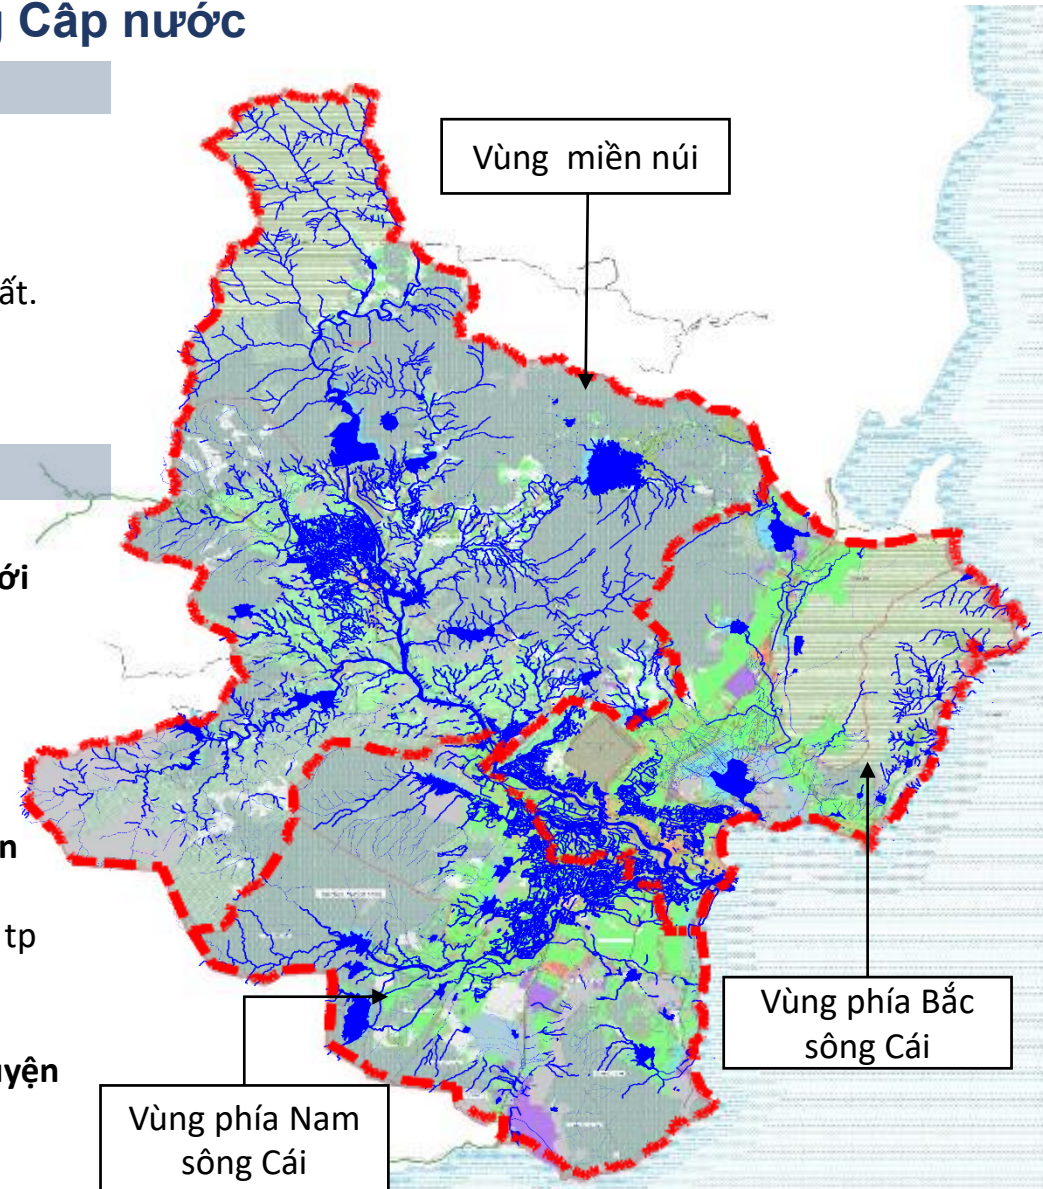 g Cấp nước
Vùng  miền núi
ất.
ới
n
tp
Vùng phía Bắc
sông Cái
uyện
Vùng phía Nam
sông Cái